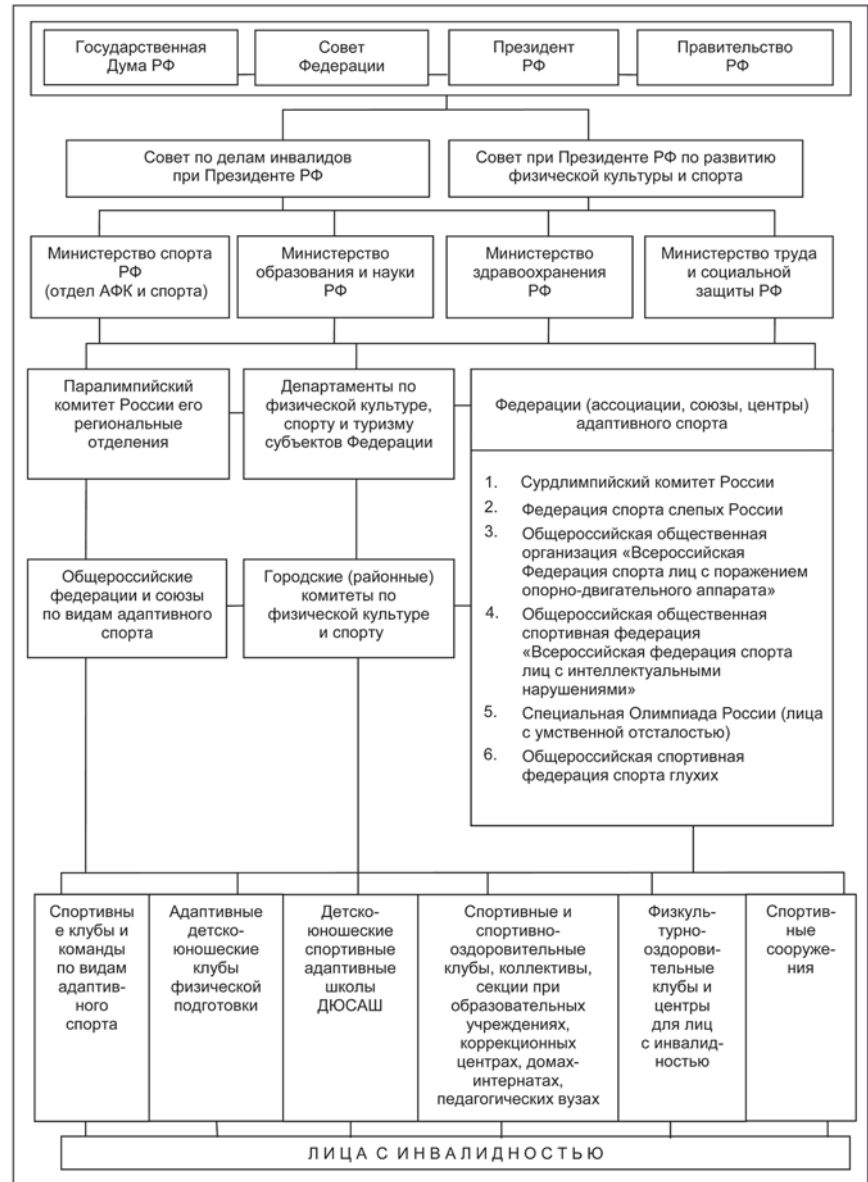 Государственная
Дума РФ
Совет
Федерации
Президент
РФ
Правительство
РФ
Совет по делам инвалидов
при Президенте РФ
Совет при Президенте РФ по развитию
физической культуры и спорта
Министерство спорта
РФ
(отдел АФК и спорта)
Министерство
образования и науки
РФ
Министерство
здравоохранения
РФ
Министерство труда
и социальной
защиты РФ
Паралимпийский
комитет России его
региональные
отделения
Департаменты по
физической культуре,
спорту и туризму
субъектов Федерации
Федерации (ассоциации, союзы, центры)
адаптивного спорта
1. Сурдлимпийский комитет России
2. Федерация спорта слепых России
3. Общероссийская общественная
организация «Всероссийская
Федерация спорта лиц с поражением
опорно-двигательного аппарата»
4. Общероссийская общественная
спортивная федерация
«Всероссийская федерация спорта
лиц с интеллектуальными
нарушениями»
5. Специальная Олимпиада России (лица
с умственной отсталостью)
6. Общероссийская спортивная
федерация спорта глухих
Общероссийские
федерации и союзы
по видам адаптивного
спорта
Городские (районные)
комитеты по
физической культуре
и спорту
Спортивны
е клубы и
команды
по видам
адаптив-
ного
спорта
Адаптивные
детско-
юношеские
клубы
физической
подготовки
Детско-
юношеские
спортивные
адаптивные
школы
ДЮСАШ
Спортивные и
спортивно-
оздоровительные
клубы, коллективы,
секции при
образовательных
учреждениях,
коррекционных
центрах, домах-
интернатах,
педагогических вузах
Физкуль-
турно-
оздорови-
тельные
клубы и
центры
для лиц
с инвалид-
ностью
Спортив-
ные
сооруже-
ния
ЛИЦА С ИНВАЛИДНОСТЬЮ